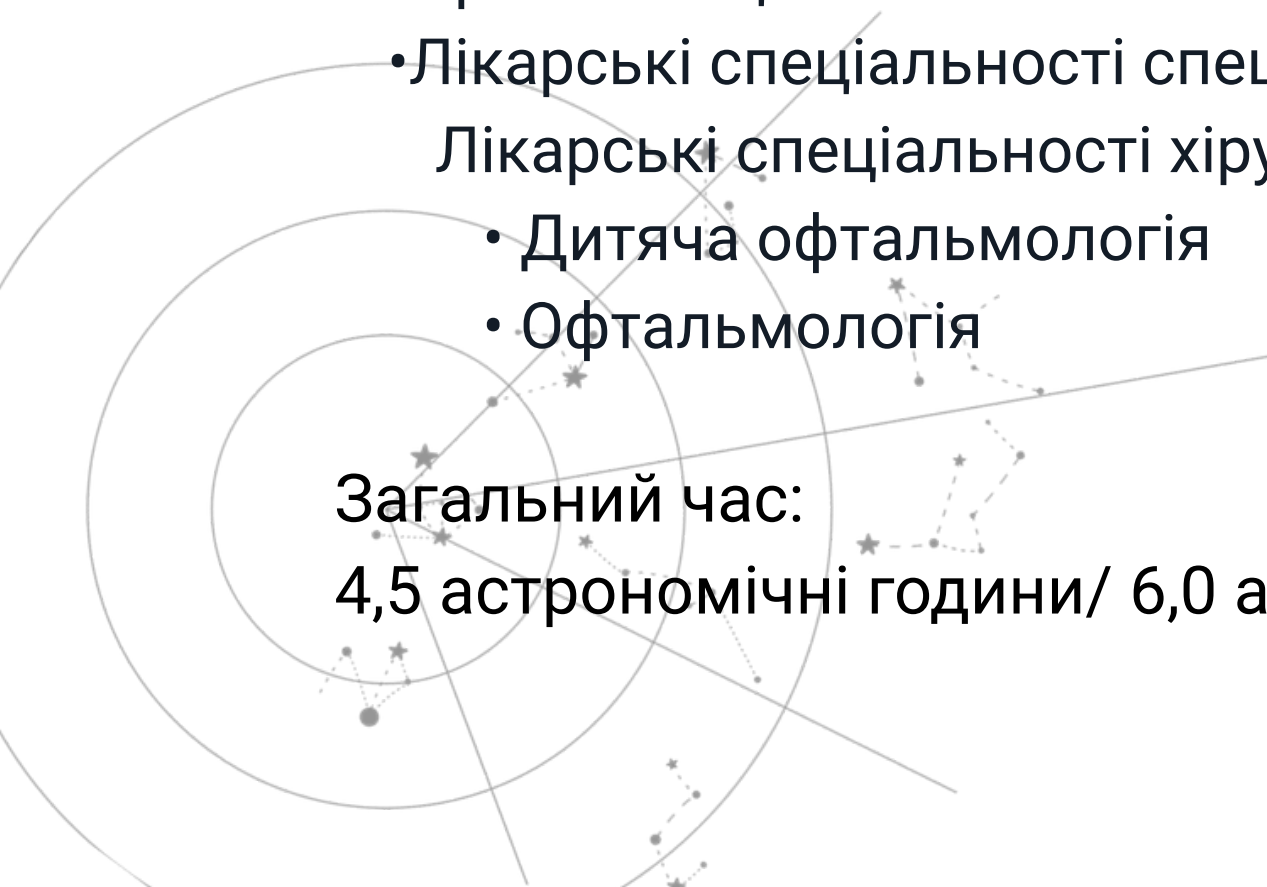 •Лікарські спеціальності
Лікарські спеціальності
• Дитяча офтальмологія
• Офтальмологія
Загальний час:
4,5 астрономічні години/ 6,0